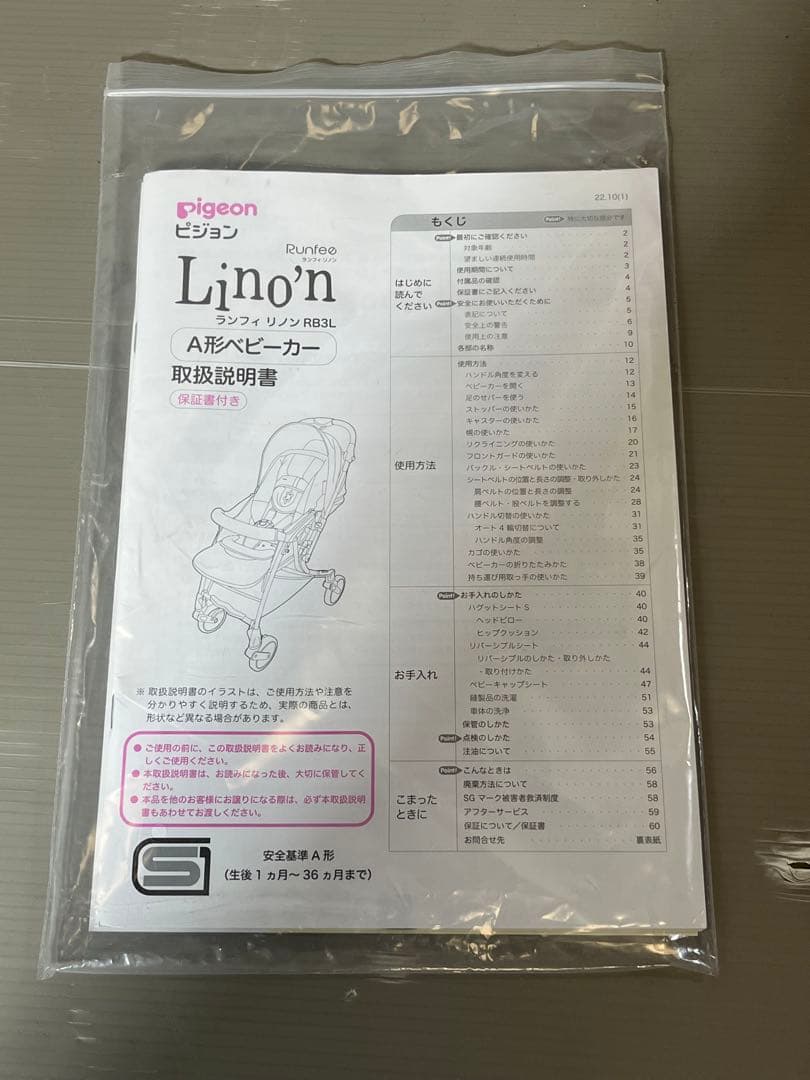 Pigeon
ピジョン
Runfee
ランフィ リノン
Lino'n
ランフィ リノン RB3L
A形ベビーカー
取扱説明書
保証書付き
※ 取扱説明書のイラストは、ご使用方法や注意を
分かりやすく説明するため、実際の商品とは、
形状など異なる場合があります。
● ご使用の前に、この取扱説明書をよくお読みになり、正
しくご使用ください。
● 本取扱説明書は、お読みになった後、大切に保管してく
ださい。
● 本品を他のお客様にお譲りになる際は、必ず本取扱説明
書もあわせてお渡しください。
安全基準 A 形
(生後 1 ヵ月〜 36 ヵ月まで)
22.10(1)
もくじ
Point! 特に大切な部分です
はじめに
読んで
ください
Point! 最初にご確認ください 2
対象年齢 2
望ましい連続使用時間 2
使用期間について 3
付属品の確認 4
保証書にご記入ください 4
Point! 安全にお使いいただくために 5
表記について 5
安全上の警告 6
使用上の注意 9
各部の名称 10
使用方法
使用方法 12
ハンドル角度を変える 12
ベビーカーを開く 13
足のせバーを使う 14
ストッパーの使いかた 15
キャスターの使いかた 16
幌の使いかた 17
リクライニングの使いかた 20
フロントガードの使いかた 21
バックル・シートベルトの使いかた 23
シートベルトの位置と長さの調整・取り外しかた 24
肩ベルトの位置と長さの調整 24
腰ベルト・股ベルトを調整する 28
ハンドル切替の使いかた 31
オート4輪切替について 31
ハンドル角度の調整 35
カゴの使いかた 35
ベビーカーの折りたたみかた 38
持ち運び用取っ手の使いかた 39
お手入れ
Point! お手入れのしかた 40
ハグットシート S 40
ヘッドピロー 40
ヒップクッション 42
リバーシブルシート 44
リバーシブルのしかた・取り外しかた
・取り付けかた 44
ベビーキャップシート 47
縫製品の洗濯 51
車体の洗浄 53
保管のしかた 53
Point! 点検のしかた 54
注油について 55
こまった
ときに
Point! こんなときは 56
廃棄方法について 58
SG マーク被害者救済制度 58
アフターサービス 59
保証について／保証書 60
お問合せ先 裏表紙